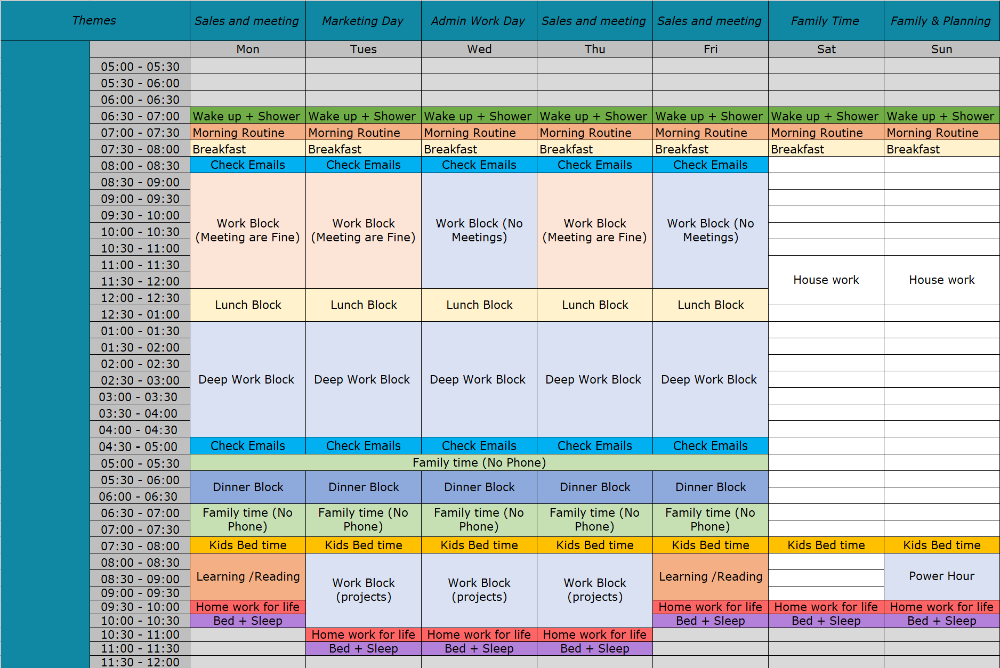 Themes Sales and meeting Marketing Day Admin Work Day Sales and meeting Sales and meeting Family Time Family & Planning
Mon Tues Wed Thu Fri Sat Sun
05:00 - 05:30
05:30 - 06:00
06:00 - 06:30
06:30 - 07:00 Wake up + Shower Wake up + Shower Wake up + Shower Wake up + Shower Wake up + Shower Wake up + Shower Wake up + Shower
07:00 - 07:30 Morning Routine Morning Routine Morning Routine Morning Routine Morning Routine Morning Routine Morning Routine
07:30 - 08:00 Breakfast Breakfast Breakfast Breakfast Breakfast Breakfast Breakfast
08:00 - 08:30 Check Emails Check Emails Check Emails Check Emails Check Emails
08:30 - 09:00
09:00 - 09:30
09:30 - 10:00
Work Block Work Block Work Block (No Work Block Work Block (No
10:00 - 10:30
(Meeting are Fine) (Meeting are Fine) Meetings) (Meeting are Fine) Meetings)
10:30 - 11:00
11:00 - 11:30
11:30 - 12:00 House work House work
12:00 - 12:30
Lunch Block Lunch Block Lunch Block Lunch Block Lunch Block
12:30 - 01:00
01:00 - 01:30
01:30 - 02:00
02:00 - 02:30
02:30 - 03:00 Deep Work Block Deep Work Block Deep Work Block Deep Work Block Deep Work Block
03:00 - 03:30
03:30 - 04:00
04:00 - 04:30
04:30 - 05:00 Check Emails Check Emails Check Emails Check Emails Check Emails
05:00 - 05:30 Family time (No Phone)
05:30 - 06:00
Dinner Block Dinner Block Dinner Block Dinner Block Dinner Block
06:00 - 06:30
06:30 - 07:00 Family time (No Family time (No Family time (No Family time (No Family time (No
07:00 - 07:30 Phone) Phone) Phone) Phone) Phone)
07:30 - 08:00 Kids Bed time Kids Bed time Kids Bed time Kids Bed time Kids Bed time Kids Bed time Kids Bed time
08:00 - 08:30
Learning /Reading Learning /Reading Power Hour
08:30 - 09:00 Work Block Work Block Work Block
09:00 - 09:30 (projects) (projects) (projects)
09:30 - 10:00 Home work for life Home work for life Home work for life Home work for life
10:00 - 10:30 Bed + Sleep Bed + Sleep Bed + Sleep Bed + Sleep
10:30 - 11:00 Home work for life Home work for life Home work for life
11:00 - 11:30 Bed + Sleep Bed + Sleep Bed + Sleep
11:30 - 12:00